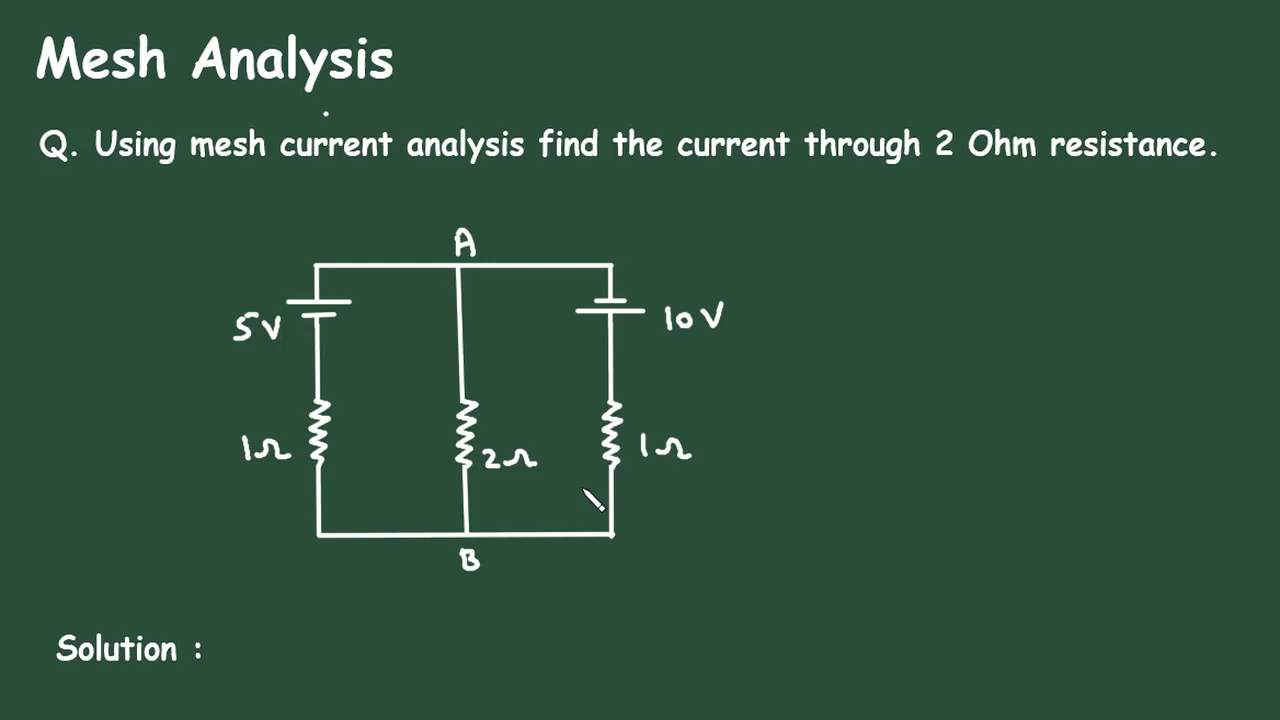 Mesh Analysis
Q. Using mesh current analysis find the current through 2 Ohm resistance.
A
5V
10V
1Ω
2Ω
1Ω
B
Solution :